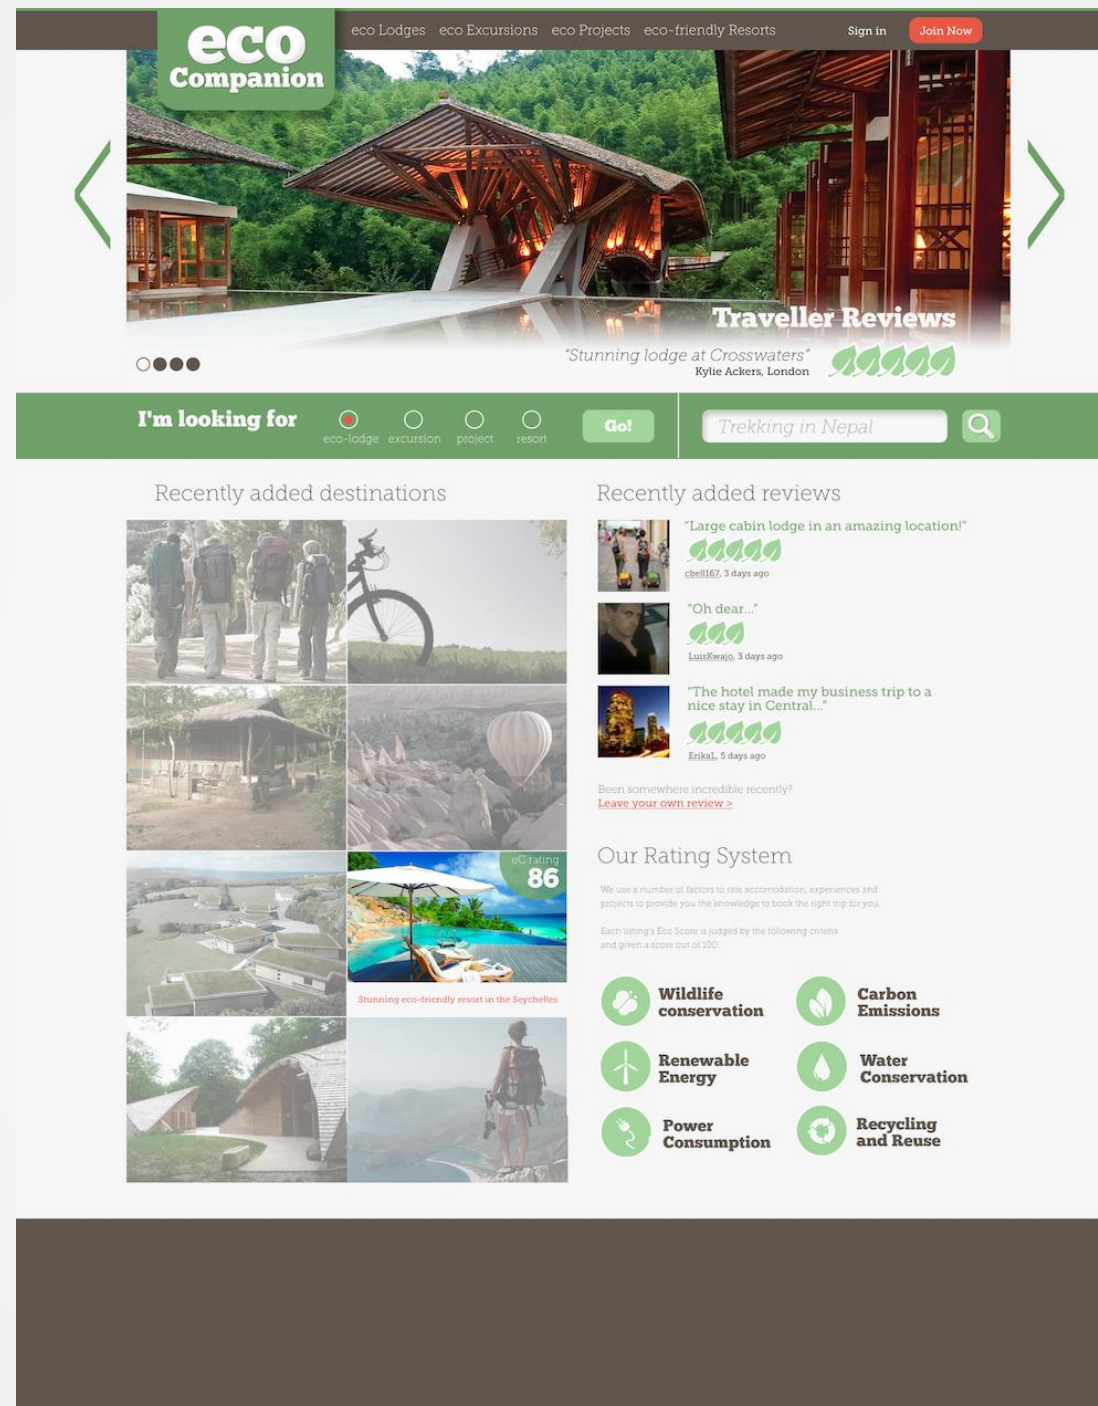 eco
Companion
eco Lodges eco Excursions eco Projects eco-friendly Resorts
Sign in
Join Now
Traveller Reviews
"Stunning lodge at Crosswaters"
Kylie Ackers, London
I'm looking for
eco-lodge excursion project resort
Go!
Trekking in Nepal
Recently added destinations
eC rating
86
Stunning eco-friendly resort in the Seychelles
Recently added reviews
"Large cabin lodge in an amazing location!"
cbell167, 3 days ago
"Oh dear..."
LuisKwajo, 3 days ago
"The hotel made my business trip to a
nice stay in Central..."
ErikaL, 5 days ago
Been somewhere incredible recently?
Leave your own review >
Our Rating System
We use a number of factors to rate accomodation, experiences and
projects to provide you the knowledge to book the right trip for you.
Each listing's Eco Score is judged by the following criteria
and given a score out of 100:
Wildlife
conservation
Carbon
Emissions
Renewable
Energy
Water
Conservation
Power
Consumption
Recycling
and Reuse